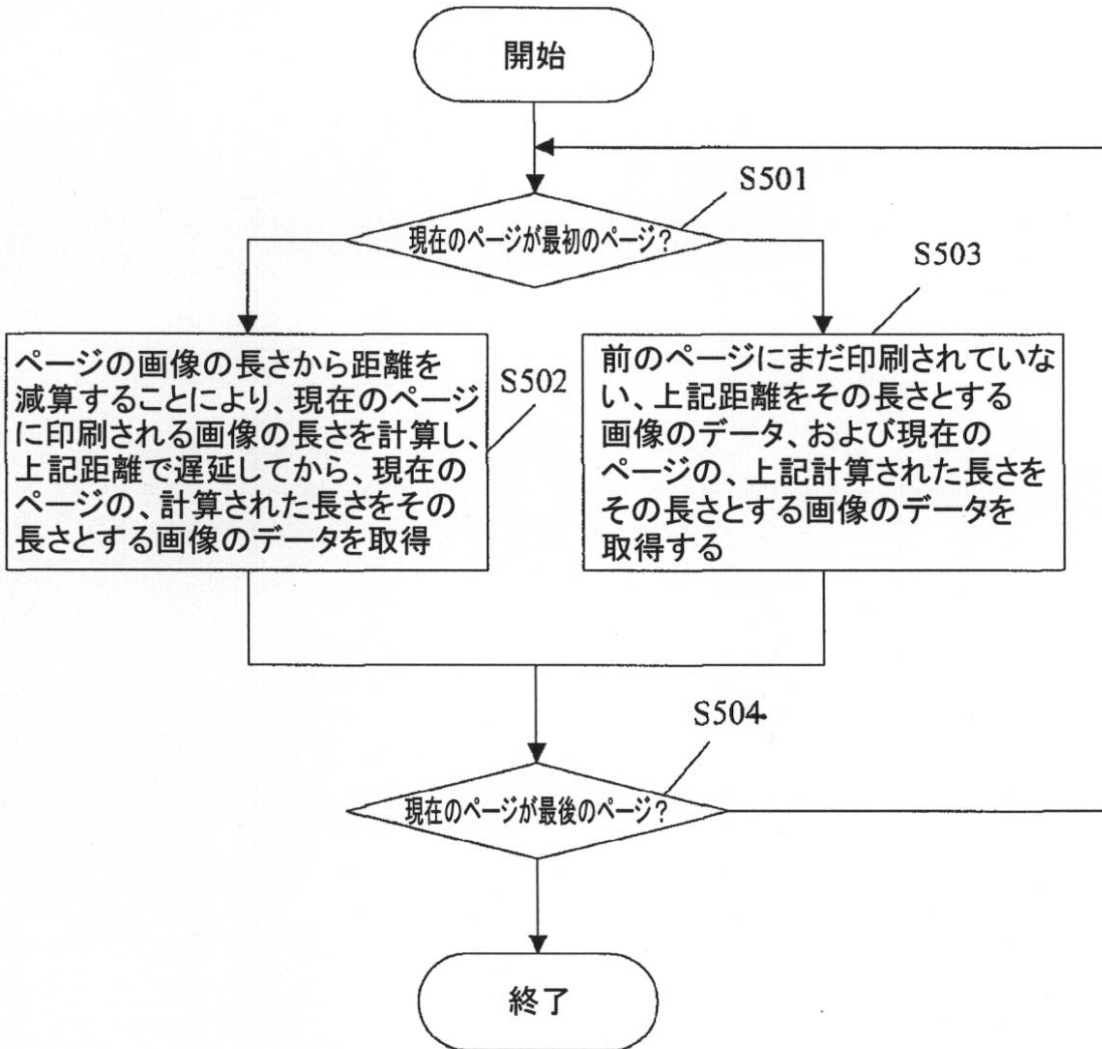 開始
S501
現在のページが最初のページ?
S503
ページの画像の長さから距離を
減算することにより、現在のページ
に印刷される画像の長さを計算し、
上記距離で遅延してから、現在の
ページの、計算された長さをその
長さとする画像のデータを取得
S502
前のページにまだ印刷されていな
い、上記距離をその長さとする
画像のデータ、および現在の
ページの、上記計算された長さを
その長さとする画像のデータを
取得する
S504
現在のページが最後のページ?
終了